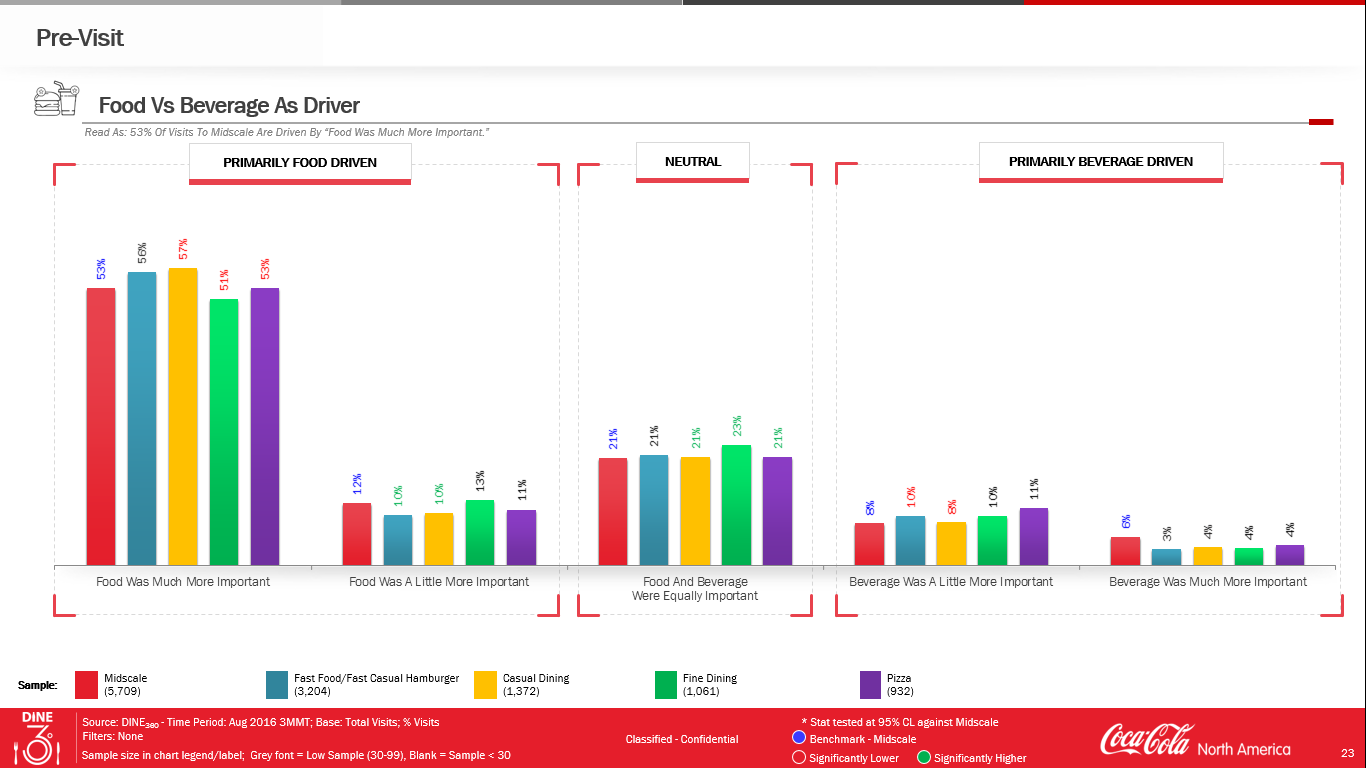 Pre-Visit
Food Vs Beverage As Driver
Read As: 53% Of Visits To Midscale Are Driven By “Food Was Much More Important.”
PRIMARILY FOOD DRIVEN
NEUTRAL
PRIMARILY BEVERAGE DRIVEN
53% 56% 57% 51% 53%
12% 10% 10% 13% 11%
21% 21% 21% 23% 21%
8% 10% 8% 10% 11%
6% 3% 4% 4% 4%
Food Was Much More Important
Food Was A Little More Important
Food And Beverage
Were Equally Important
Beverage Was A Little More Important
Beverage Was Much More Important
Sample:
Midscale
(5,709)
Fast Food/Fast Casual Hamburger
(3,204)
Casual Dining
(1,372)
Fine Dining
(1,061)
Pizza
(932)
DINE
3
Source: DINE360 - Time Period: Aug 2016 3MMT; Base: Total Visits; % Visits
Filters: None
Sample size in chart legend/label; Grey font = Low Sample (30-99), Blank = Sample < 30
Classified - Confidential
* Stat tested at 95% CL against Midscale
Benchmark - Midscale
Significantly Lower
Significantly Higher
Coca-Cola North America
23